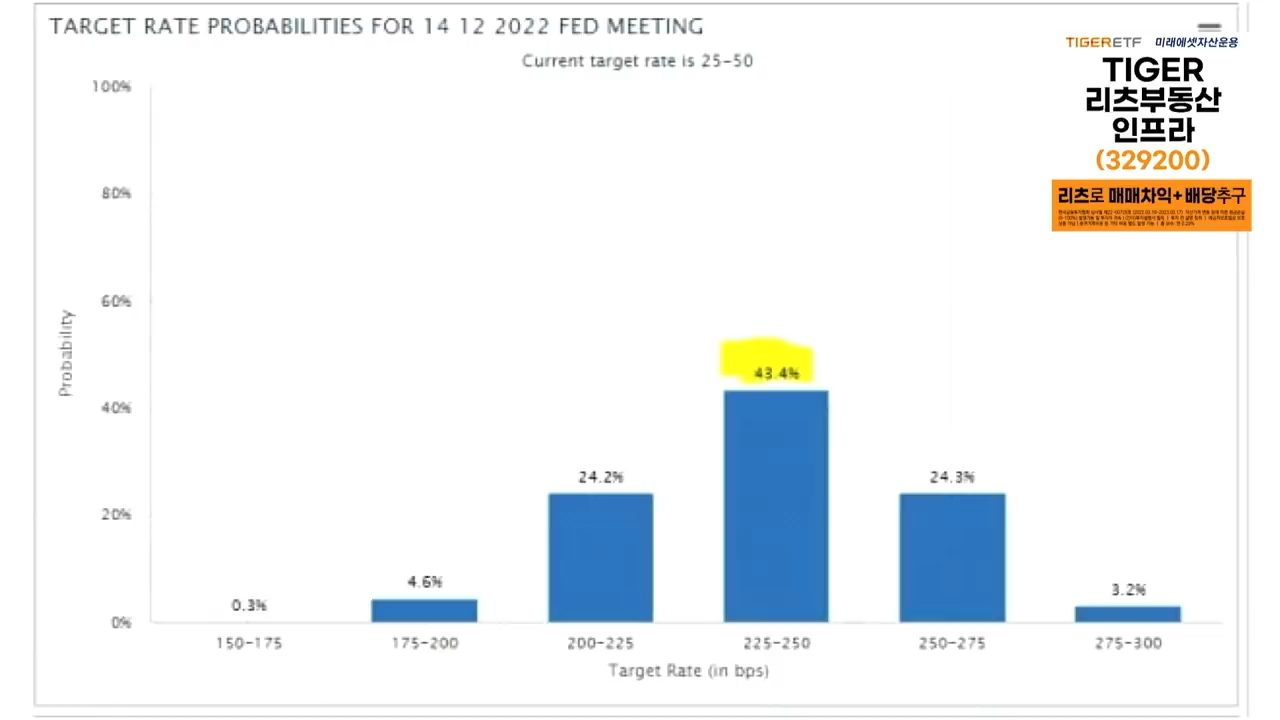 TARGET RATE PROBABILITIES FOR 14 12 2022 FED MEETING
Current target rate is 25-50
TIGER ETF 미래에셋자산운용
TIGER
리츠부동산
인프라
(329200)
리츠로 매매차익+배당추구
100%
80%
60%
40%
20%
0%
Probability
0.3%
4.6%
24.2%
43.4%
24.3%
3.2%
150-175
175-200
200-225
225-250
250-275
275-300
Target Rate (in bps)